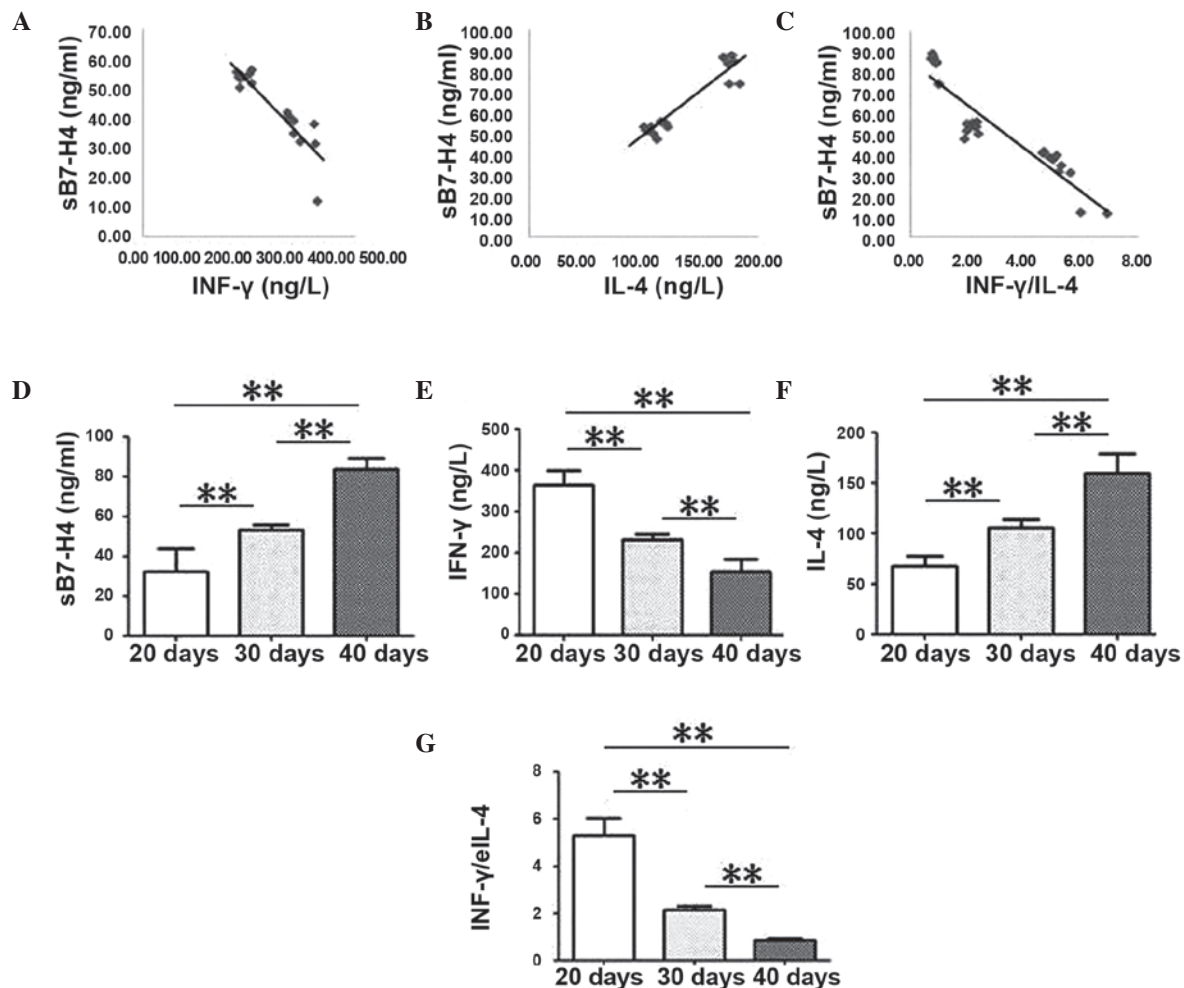 A
sB7-H4 (ng/ml)
70.00
60.00
50.00
40.00
30.00
20.00
10.00
0.00
0.00 100.00 200.00 300.00 400.00 500.00
INF-γ (ng/L)
B
sB7-H4 (ng/ml)
100.00
90.00
80.00
70.00
60.00
50.00
40.00
30.00
20.00
10.00
0.00
0.00 50.00 100.00 150.00 200.00
IL-4 (ng/L)
C
sB7-H4 (ng/ml)
100.00
90.00
80.00
70.00
60.00
50.00
40.00
30.00
20.00
10.00
0.00
0.00 2.00 4.00 6.00 8.00
INF-γ/IL-4
D
sB7-H4 (ng/ml)
100
80
60
40
20
0
**
**
**
20 days 30 days 40 days
E
IFN-γ (ng/L)
500
400
300
200
100
0
**
**
**
20 days 30 days 40 days
F
IL-4 (ng/L)
200
150
100
50
0
**
**
**
20 days 30 days 40 days
G
INF-γ/eIL-4
8
6
4
2
0
**
**
**
20 days 30 days 40 days